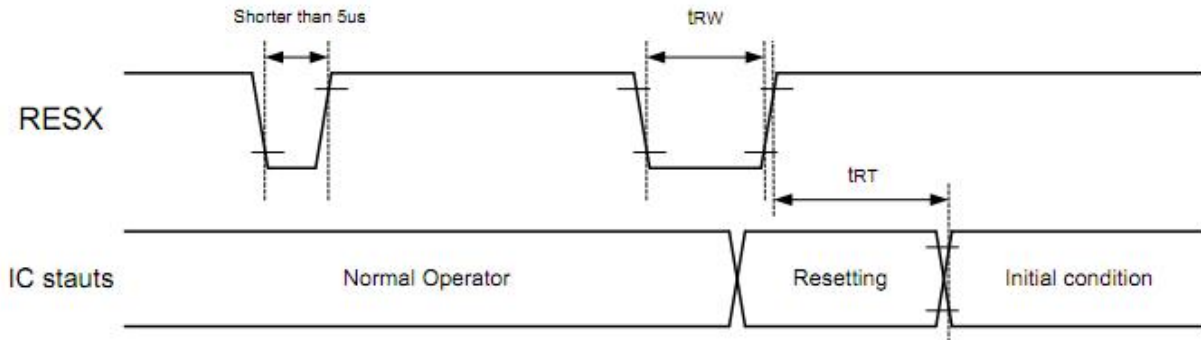 Shorter than 5us
tRW
RESX
tRT
IC stauts
Normal Operator
Resetting
Initial condition